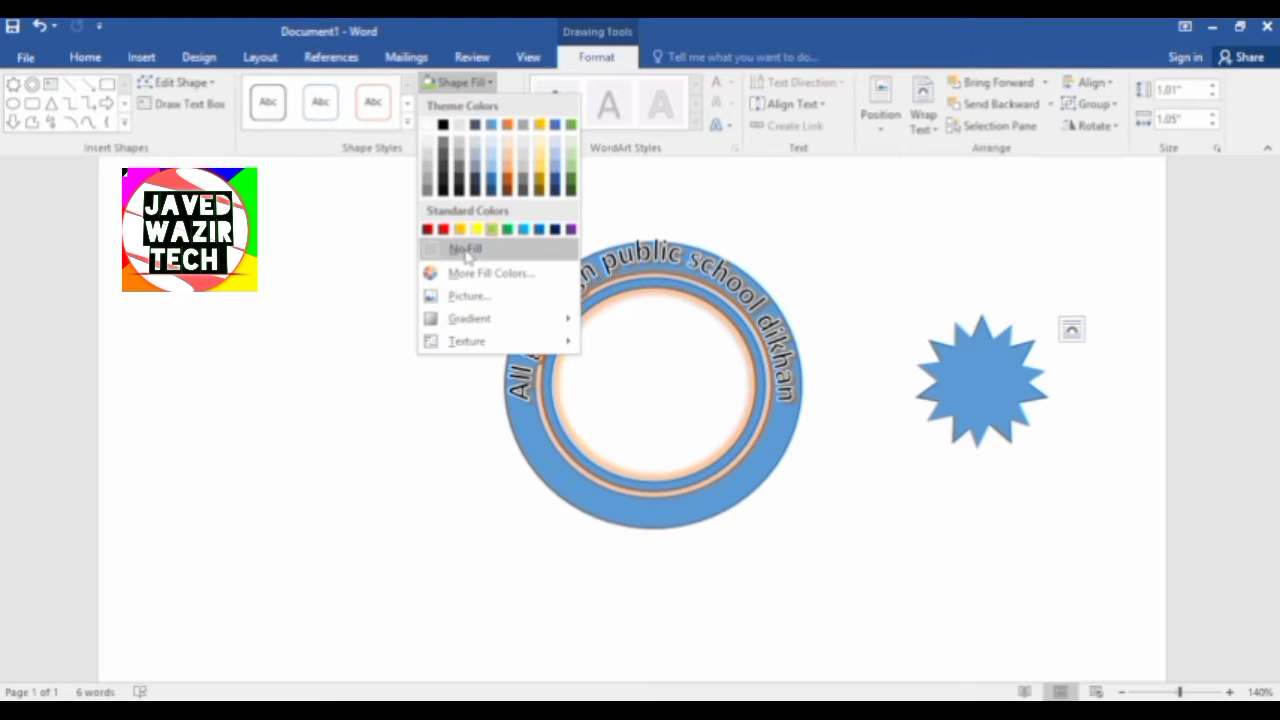 Document1 - Word
Drawing Tools
File Home Insert Design Layout References Mailings Review View Format Tell me what you want to do... Sign in Share
Edit Shape
Draw Text Box
Insert Shapes
Abc Abc Abc
Shape Styles
Shape Fill
Theme Colors
Standard Colors
No Fill
More Fill Colors...
Picture...
Gradient
Texture
A A
WordArt Styles
Text Direction
Align Text
Create Link
Text
Position
Wrap
Text
Bring Forward
Send Backward
Selection Pane
Align
Group
Rotate
Arrange
1.01"
1.05"
Size
JAVED
WAZIR
TECH
All public school dikhan
Page 1 of 1 6 words
140%